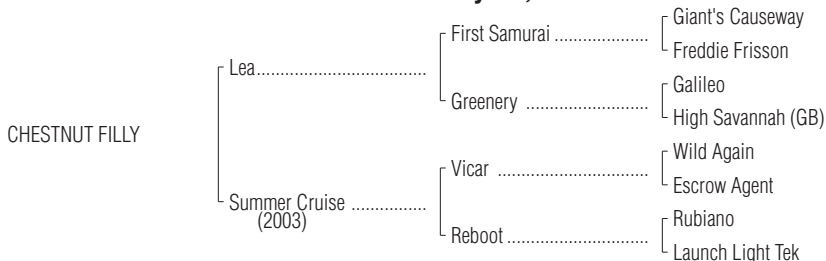 Giant's Causeway
First Samurai ..........................
Freddie Frisson
Lea....................................
Galileo
Greenery ................................
High Savannah (GB)
CHESTNUT FILLY
Wild Again
Vicar ....................................
Escrow Agent
Summer Cruise ................
(2003)
Rubiano
Reboot ..................................
Launch Light Tek